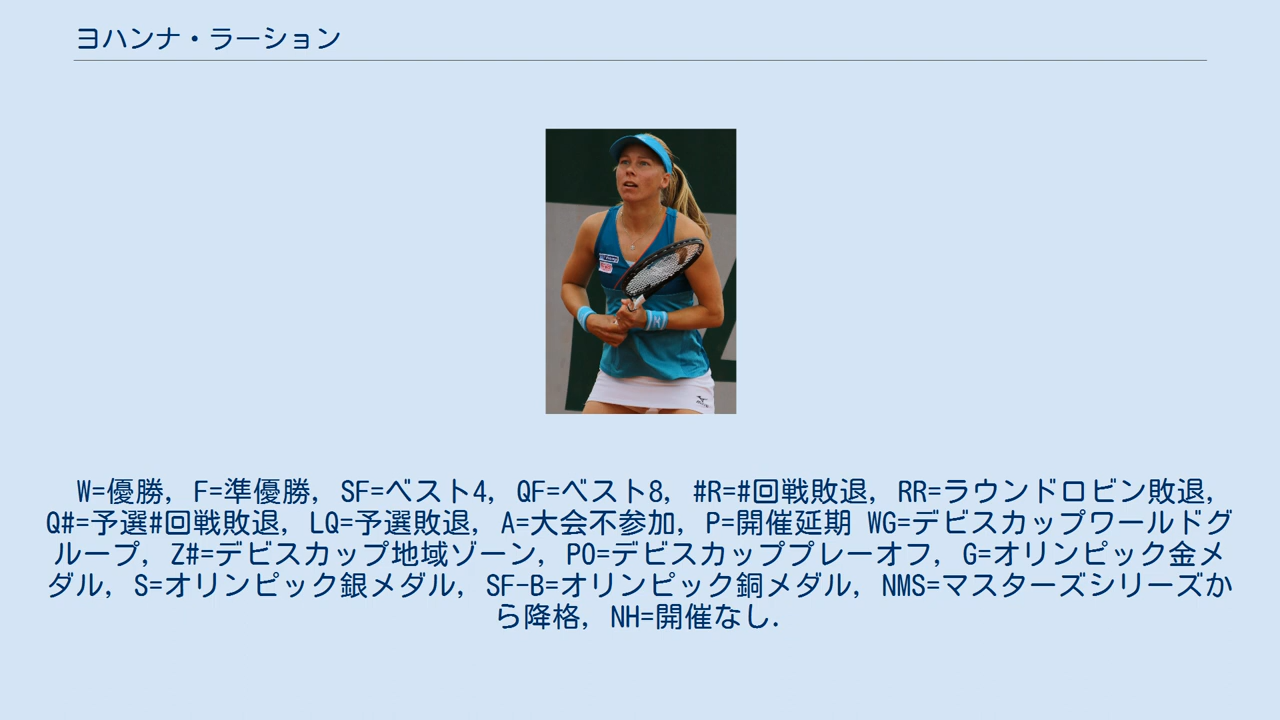 ヨハンナ・ラーション
W=優勝, F=準優勝, SF=ベスト4, QF=ベスト8, #R=#回戦敗退, RR=ラウンドロビン敗退,
Q#=予選#回戦敗退, LQ=予選敗退, A=大会不参加, P=開催延期 WG=デビスカップワールドグ
ループ, Z#=デビスカップ地域ゾーン, PO=デビスカッププレーオフ, G=オリンピック金メ
ダル, S=オリンピック銀メダル, SF-B=オリンピック銅メダル, NMS=マスターズシリーズか
ら降格, NH=開催なし.